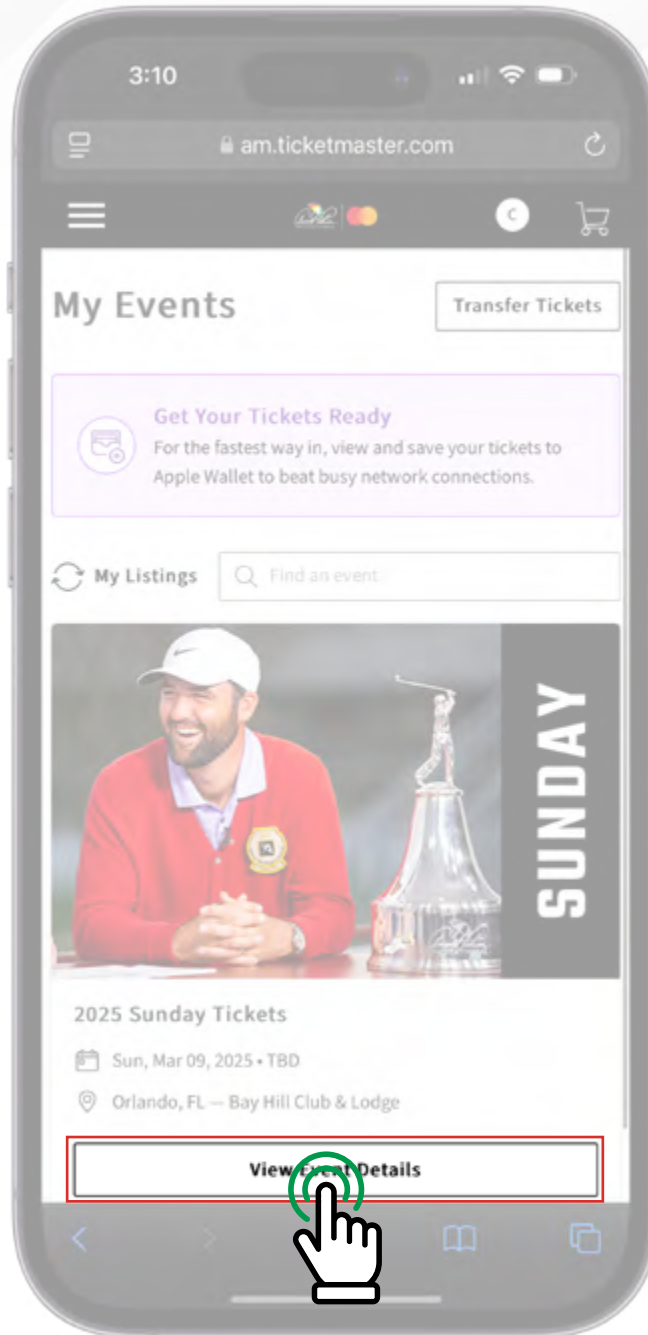 3:10
am.ticketmaster.com
C
My Events
Transfer Tickets
Get Your Tickets Ready
For the fastest way in, view and save your tickets to
Apple Wallet to beat busy network connections.
My Listings
Find an event
SUNDAY
2025 Sunday Tickets
Sun, Mar 09, 2025 • TBD
Orlando, FL — Bay Hill Club & Lodge
View Event Details